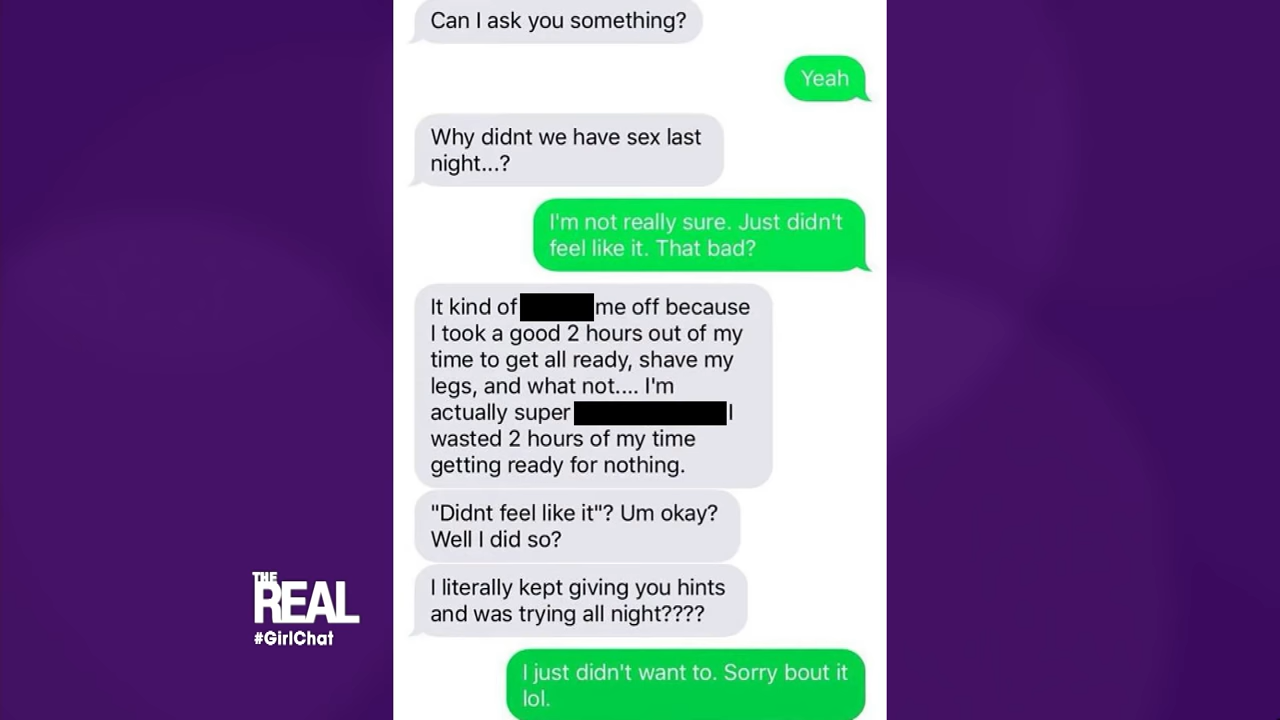 Can I ask you something?
Yeah
Why didnt we have sex last
night...?
I'm not really sure. Just didn't
feel like it. That bad?
It kind of me off because
I took a good 2 hours out of my
time to get all ready, shave my
legs, and what not.... I'm
actually super I
wasted 2 hours of my time
getting ready for nothing.
"Didnt feel like it"? Um okay?
Well I did so?
I literally kept giving you hints
and was trying all night????
I just didn't want to. Sorry bout it
lol.
THE
REAL
#GirlChat